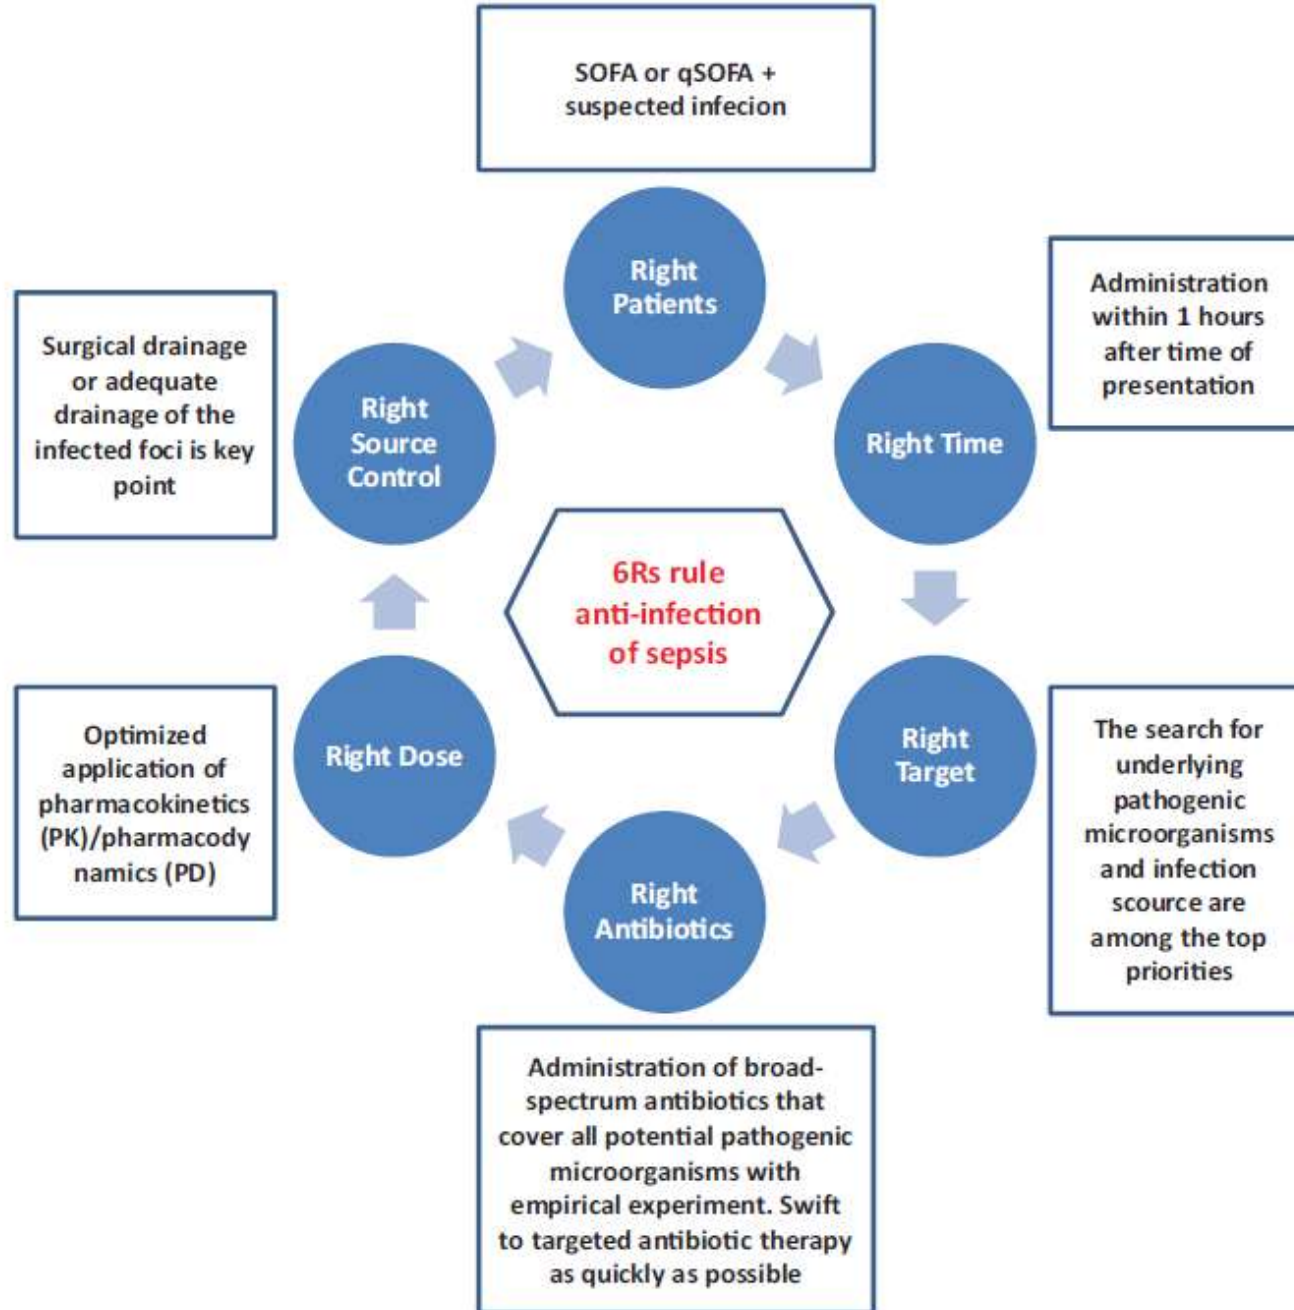 SOFA or qSOFA +
suspected infecion
Right
Patients
Administration
within 1 hours
after time of
presentation
Right Time
The search for
underlying
pathogenic
microorganisms
and infection
scource are
among the top
priorities
Right
Target
Right
Antibiotics
Administration of broad-
spectrum antibiotics that
cover all potential pathogenic
microorganisms with
empirical experiment. Swift
to targeted antibiotic therapy
as quickly as possible
Right Dose
Optimized
application of
pharmacokinetics
(PK)/pharmacody
namics (PD)
Right
Source
Control
Surgical drainage
or adequate
drainage of the
infected foci is key
point
6Rs rule
anti-infection
of sepsis